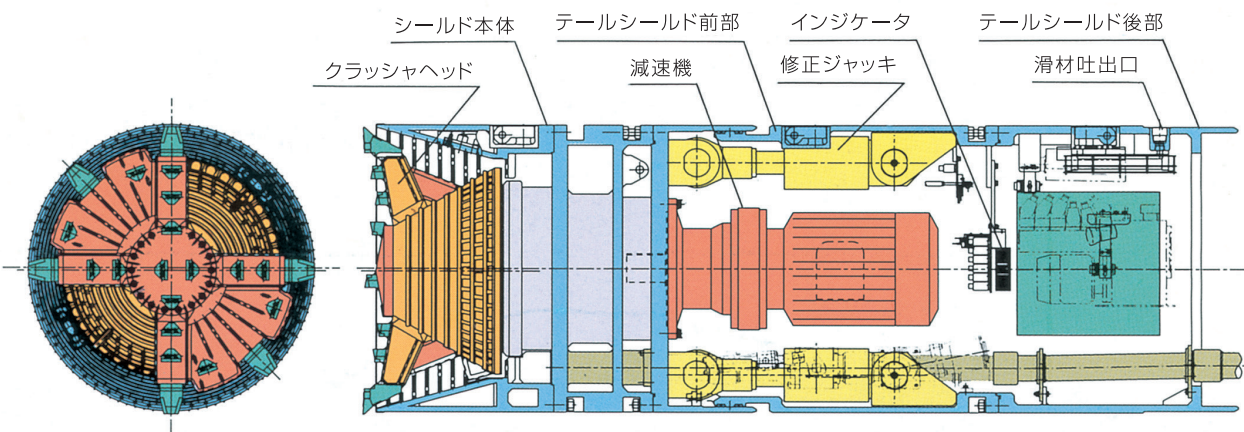 シールド本体
テールシールド前部
インジケータ
テールシールド後部
クラッシャヘッド
減速機
修正ジャッキ
滑材吐出口